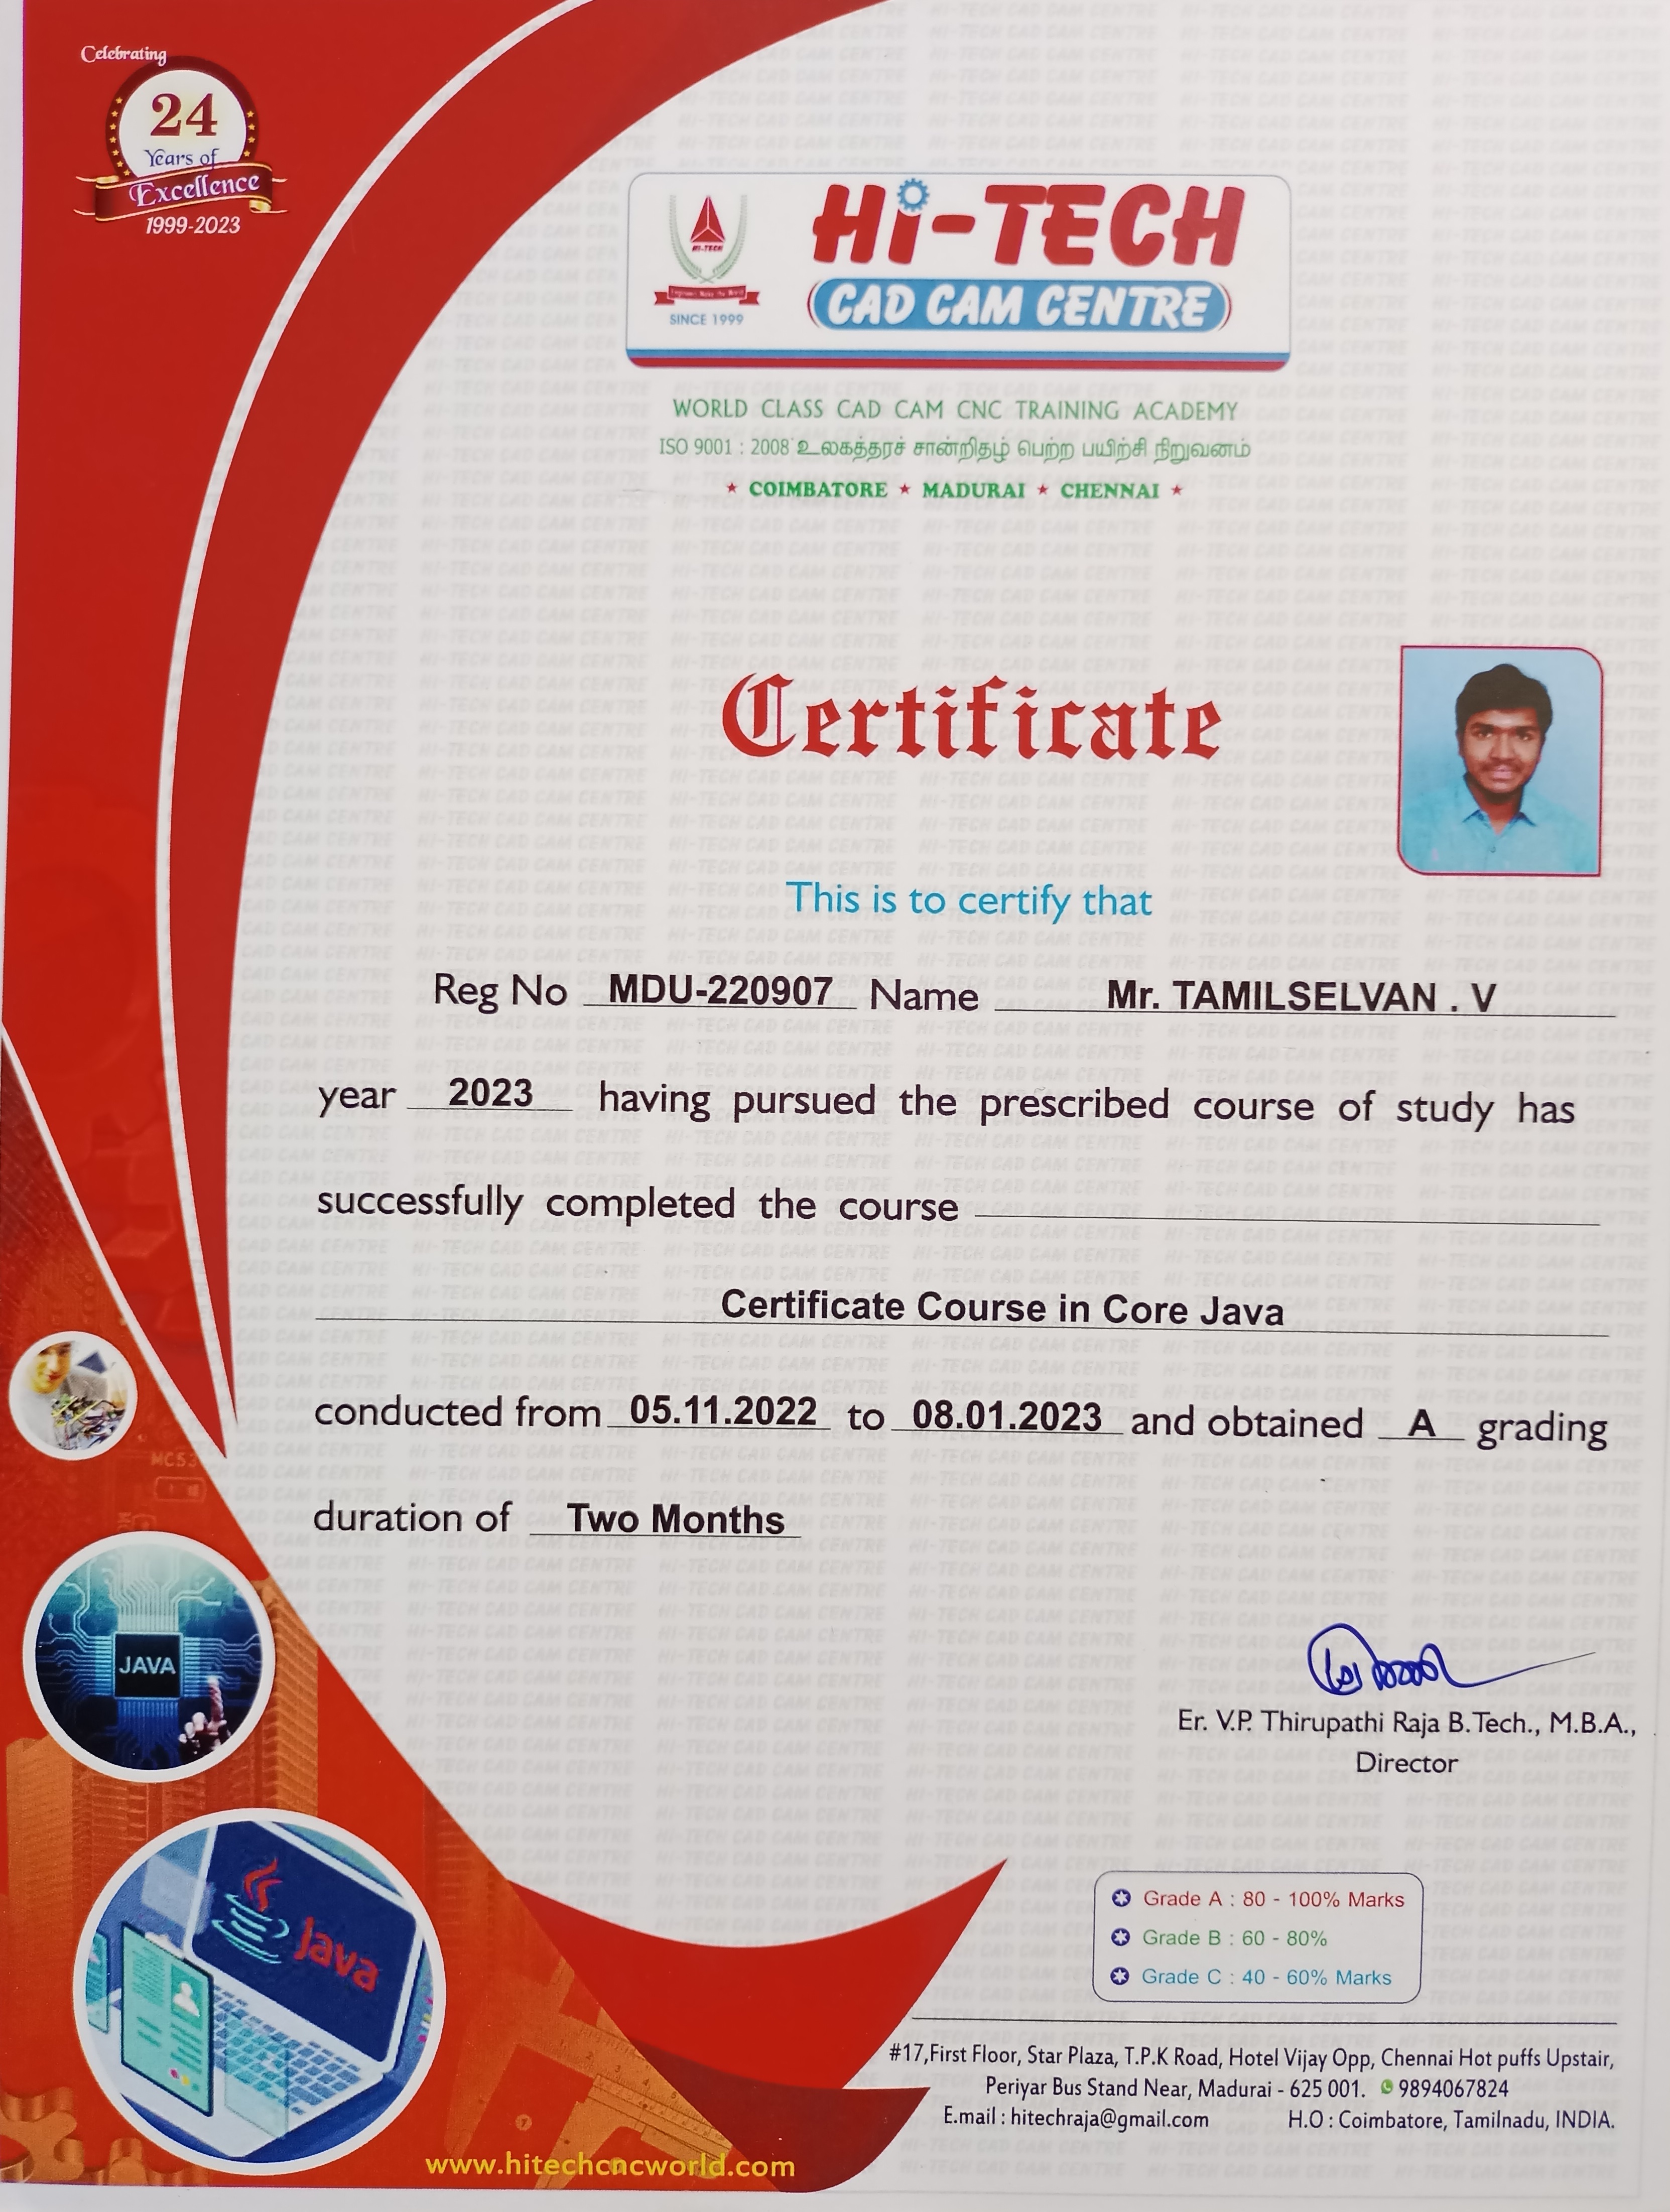 Celebrating
24
Years of
Excellence
1999-2023
HI-TECH
SINCE 1999
Hi-TECH
CAD CAM CENTRE
WORLD CLASS CAD CAM CNC TRAINING ACADEMY
ISO 9001 : 2008 உலகத்தரச் சான்றிதழ் பெற்ற பயிற்சி நிறுவனம்
★ COIMBATORE ★ MADURAI ★ CHENNAI ★
Certificate
This is to certify that
Reg No MDU-220907 Name Mr. TAMILSELVAN . V
year 2023 having pursued the prescribed course of study has
successfully completed the course
Certificate Course in Core Java
conducted from 05.11.2022 to 08.01.2023 and obtained A grading
duration of Two Months
JAVA
Er. V.P. Thirupathi Raja B.Tech., M.B.A.,
Director
Java
Grade A : 80 - 100% Marks
Grade B : 60 - 80%
Grade C : 40 - 60% Marks
#17,First Floor, Star Plaza, T.P.K Road, Hotel Vijay Opp, Chennai Hot puffs Upstair,
Periyar Bus Stand Near, Madurai - 625 001. 9894067824
E.mail : hitechraja@gmail.com H.O : Coimbatore, Tamilnadu, INDIA.
www.hitechcncworld.com